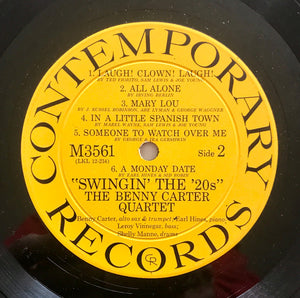 CONTEMPORARY RECORDS
1. LAUGH! CLOWN! LAUGH!
BY TED FIORITO, SAM LEWIS & JOE YOUNG
2. ALL ALONE
BY IRVING BERLIN
3. MARY LOU
BY J. RUSSEL ROBINSON, ABE LYMAN & GEORGE WAGGNER
4. IN A LITTLE SPANISH TOWN
BY MABEL WAYNE, SAM LEWIS & JOE YOUNG
5. SOMEONE TO WATCH OVER ME
BY GEORGE & IRA GERSHWIN
M3561 Side 2
(LKL 12-254)
6. A MONDAY DATE
BY EARL HINES & SID ROBIN
"SWINGIN' THE '20s"
THE BENNY CARTER
QUARTET
Benny Carter, alto sax & trumpet; Earl Hines, piano;
Leroy Vinnegar, bass;
Shelly Manne, drums
CR